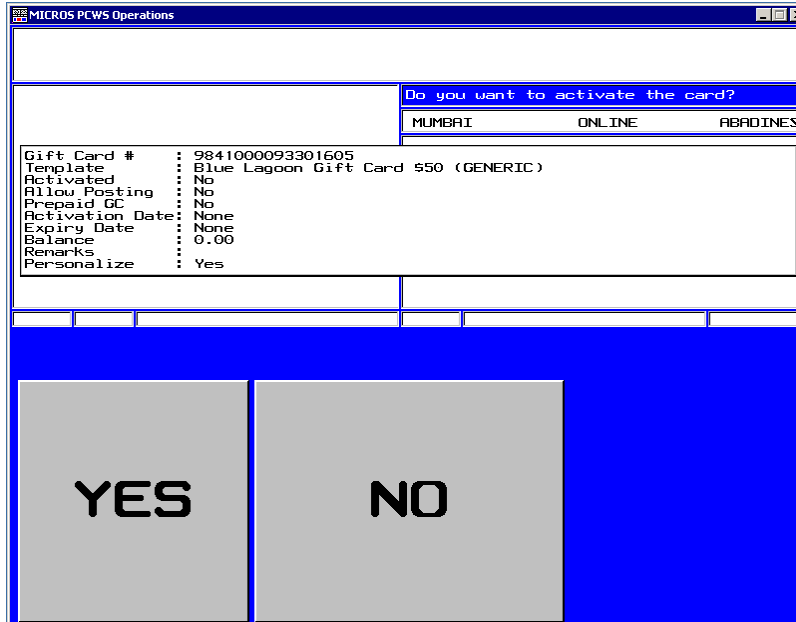 MICROS PCWS Operations
Do you want to activate the card?
MUMBAI ONLINE ABADINES
Gift Card # : 9841000093301605
Template : Blue Lagoon Gift Card $50 (GENERIC)
Activated : No
Allow Posting : No
Prepaid GC : No
Activation Date: None
Expiry Date : None
Balance : 0.00
Remarks :
Personalize : Yes
YES NO